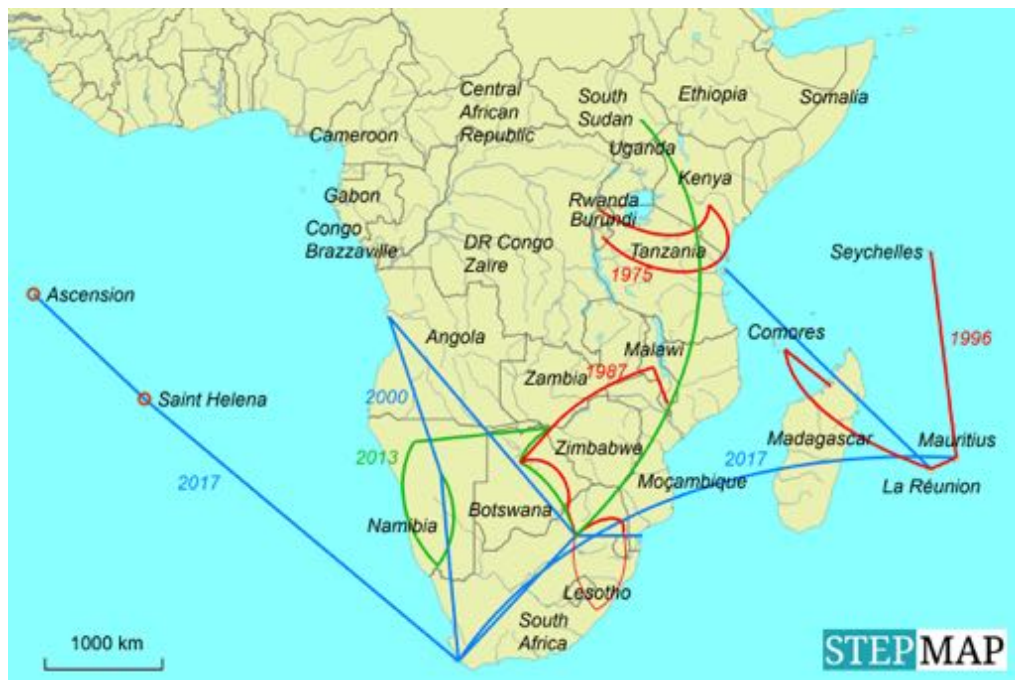 Central
African
Republic
South
Sudan
Ethiopia
Somalia
Cameroon
Uganda
Kenya
Gabon
Rwanda
Burundi
Congo
Brazzaville
DR Congo
Zaïre
Tanzania
1975
Seychelles
Ascension
Angola
Comores
1996
Malawi
1987
Zambia
2000
Saint Helena
Madagascar
Mauritius
Zimbabwe
2013
2017
Moçambique
2017
La Réunion
Botswana
Namibia
Lesotho
South
Africa
1000 km
STEPMAP